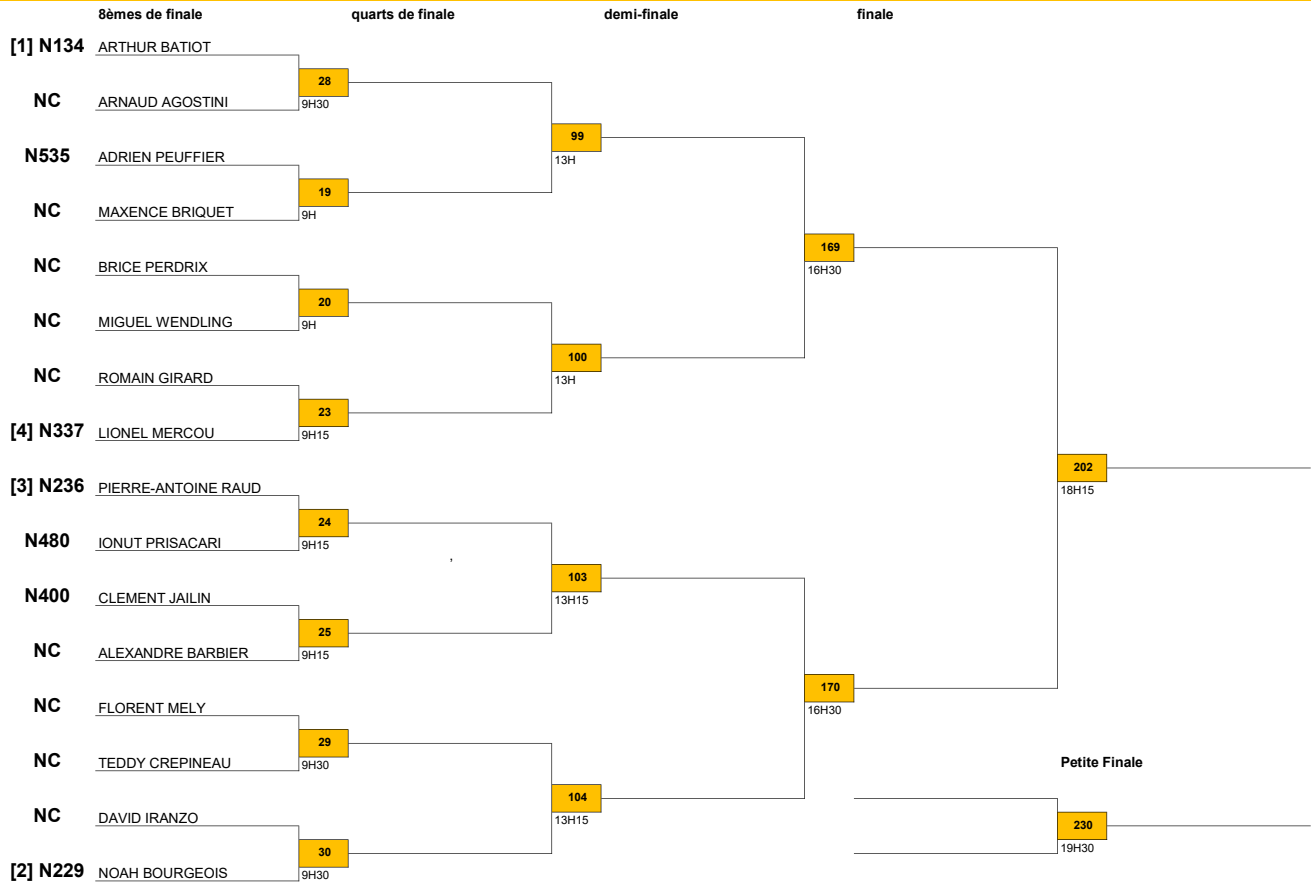 8èmes de finale quarts de finale demi-finale finale
[1] N134 ARTHUR BATIOT
28
NC ARNAUD AGOSTINI 9H30
99
N535 ADRIEN PEUFFIER 13H
19
NC MAXENCE BRIQUET 9H
169
NC BRICE PERDRIX 16H30
20
NC MIGUEL WENDLING 9H
100
NC ROMAIN GIRARD 13H
23
[4] N337 LIONEL MERCOU 9H15
202
[3] N236 PIERRE-ANTOINE RAUD 18H15
24
N480 IONUT PRISACARI 9H15
,
103
N400 CLEMENT JAILIN 13H15
25
NC ALEXANDRE BARBIER 9H15
170
NC FLORENT MELY 16H30
29
NC TEDDY CREPINEAU 9H30 Petite Finale
104
NC DAVID IRANZO 13H15
230
30 19H30
[2] N229 NOAH BOURGEOIS 9H30